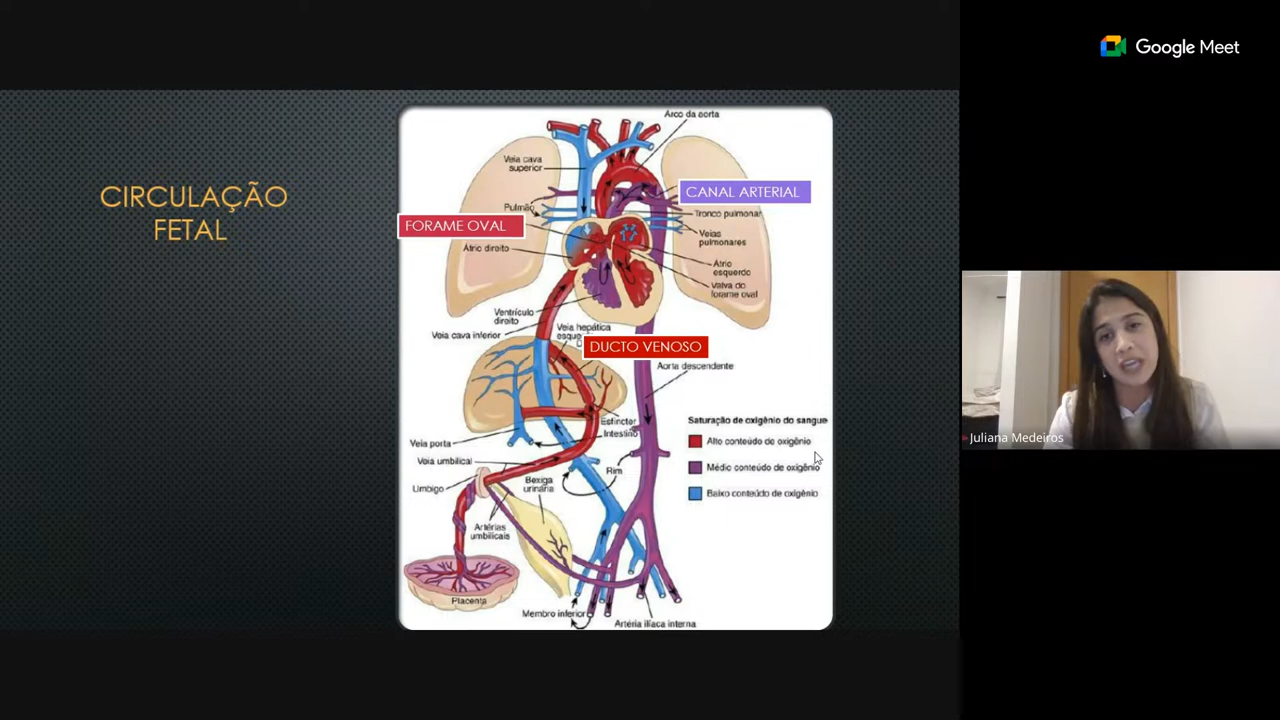 Google Meet
CIRCULAÇÃO
FETAL
Arco da aorta
Veia cava
superior
CANAL ARTERIAL
Pulmão
Tronco pulmonar
FORAME OVAL
Veias
pulmonares
Átrio direito
Átrio
esquerdo
Valva do
forame oval
Ventrículo
direito
Veia cava inferior
Veia hepática
DUCTO VENOSO
Aorta descendente
Saturação de oxigênio do sangue
Esfíncter
Intestino
Alto conteúdo de oxigênio
Veia porta
Veia umbilical
Rim
Médio conteúdo de oxigênio
Umbigo
Bexiga
urinária
Baixo conteúdo de oxigênio
Artérias
umbilicais
Placenta
Membro inferior
Artéria ilíaca interna
Juliana Medeiros